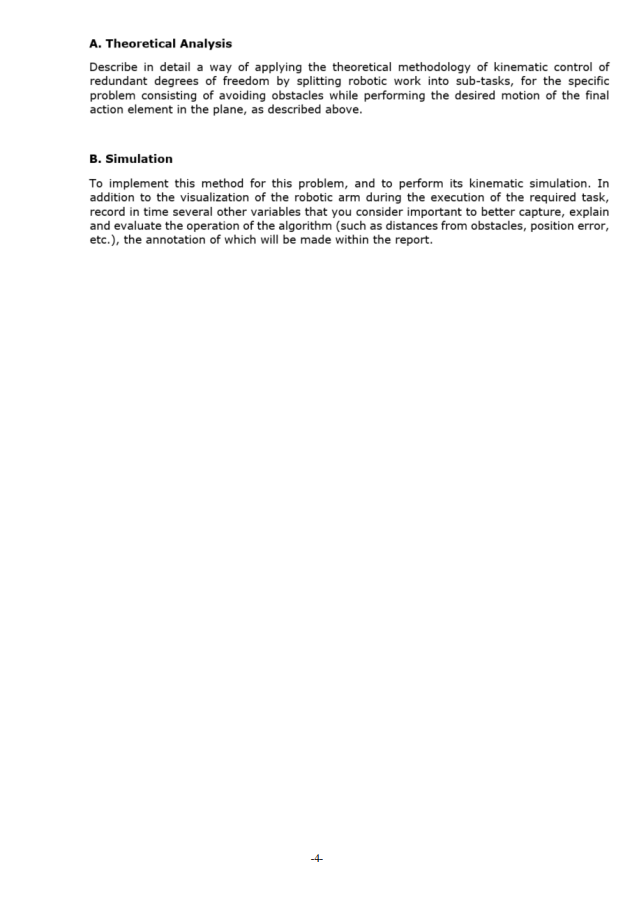 A. Theoretical Analysis
Describe in detail a way of applying the theoretical methodology of kinematic control of
redundant degrees of freedom by splitting robotic work into sub-tasks, for the specific
problem consisting of avoiding obstacles while performing the desired motion of the final
action element in the plane, as described above.
B. Simulation
To implement this method for this problem, and to perform its kinematic simulation. In
addition to the visualization of the robotic arm during the execution of the required task,
record in time several other variables that you consider important to better capture, explain
and evaluate the operation of the algorithm (such as distances from obstacles, position error,
etc.), the annotation of which will be made within the report.
-4-